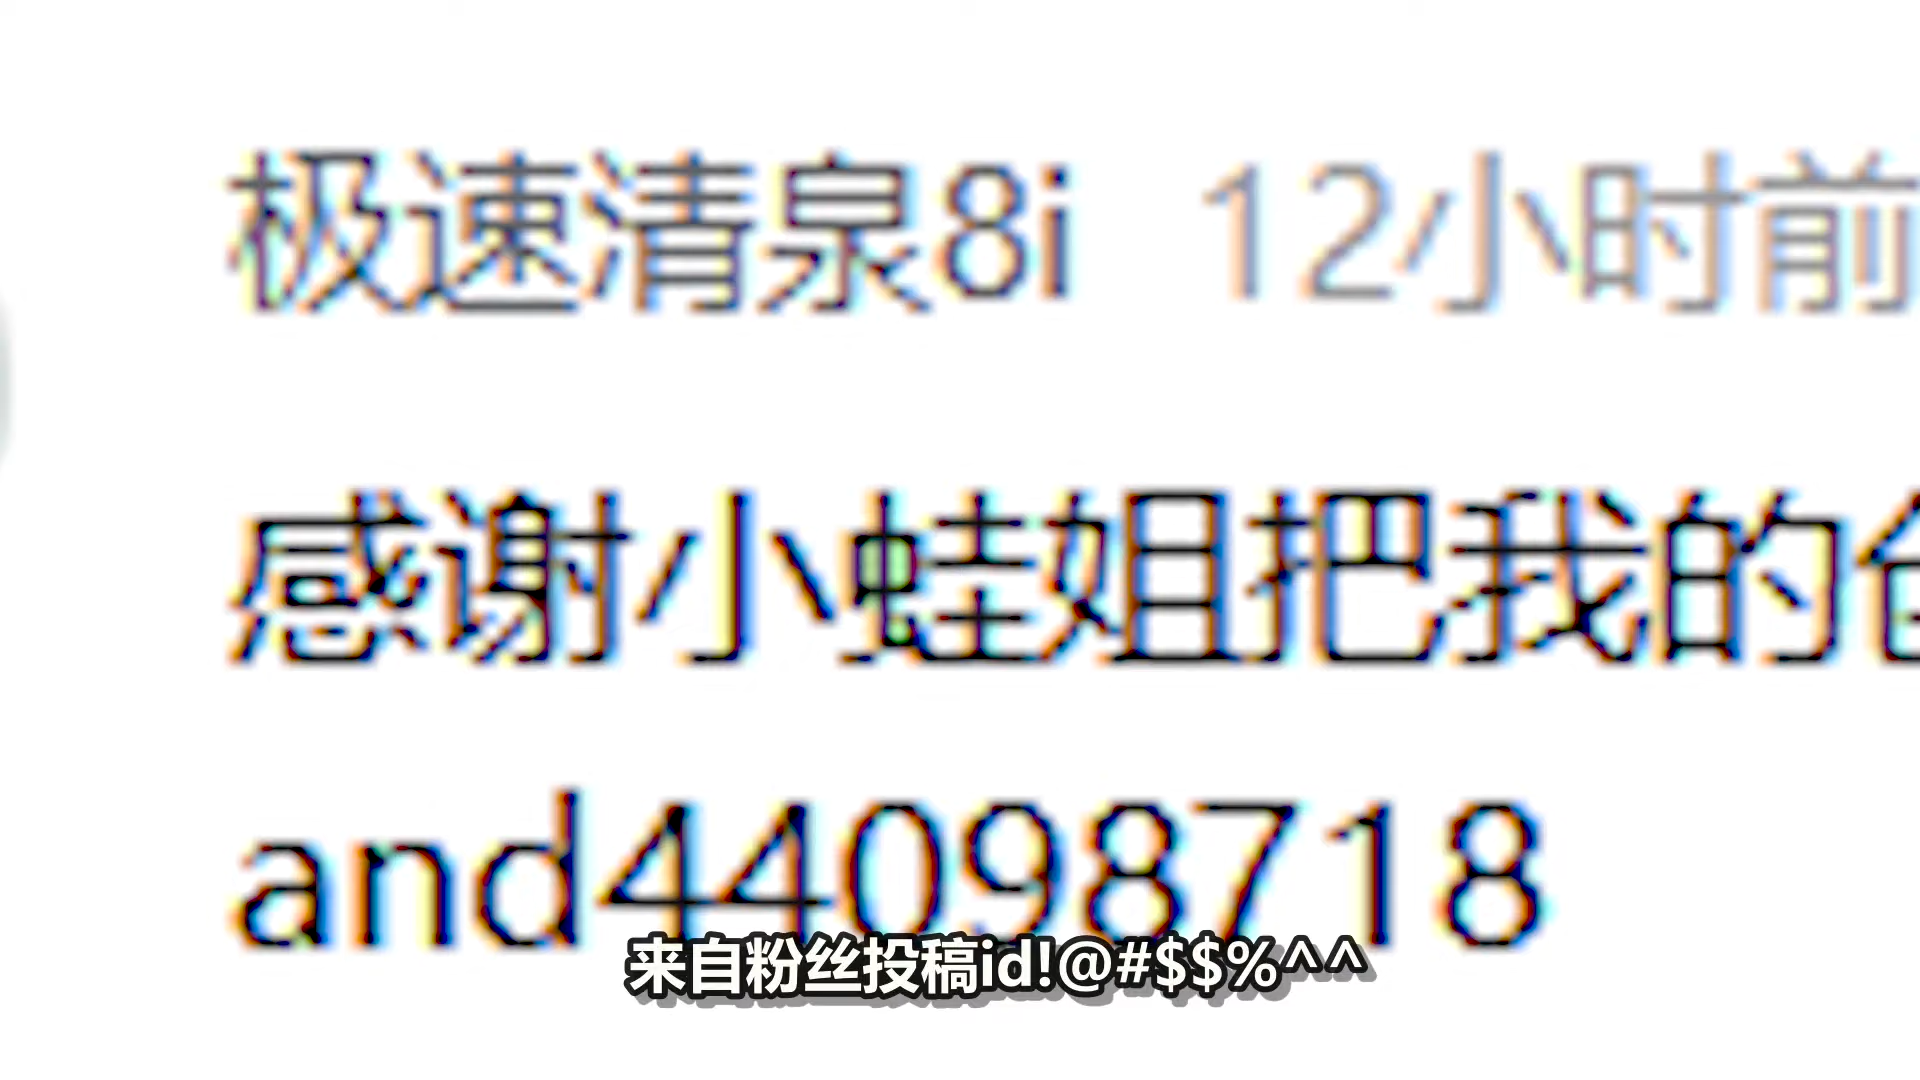 极速清泉8i 12小时前
感谢小蛙姐把我的
and44098718
来自粉丝投稿id!@#$$%^^